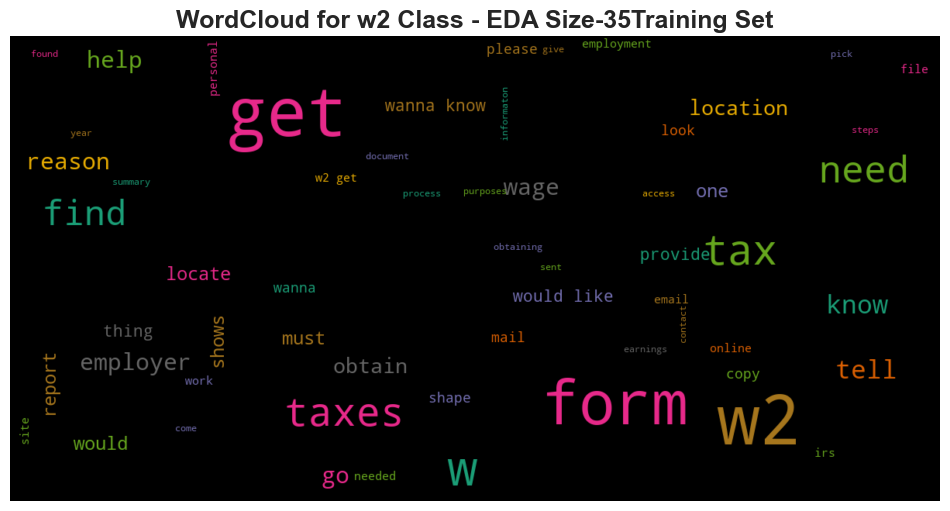 WordCloud for w2 Class - EDA Size-35Training Set
found
help
personal
please
give
employment
pick
file
get
wanna know
informaton
location
look
steps
year
reason
document
summary
w2 get
process
purposes
wage
access
one
need
find
obtaining
sent
provide
tax
locate
wanna
would like
email
contact
know
thing
shows
must
mail
earnings
online
employer
report
work
obtain
copy
tell
shape
taxes
form
w2
site
would
come
irs
go
needed
w